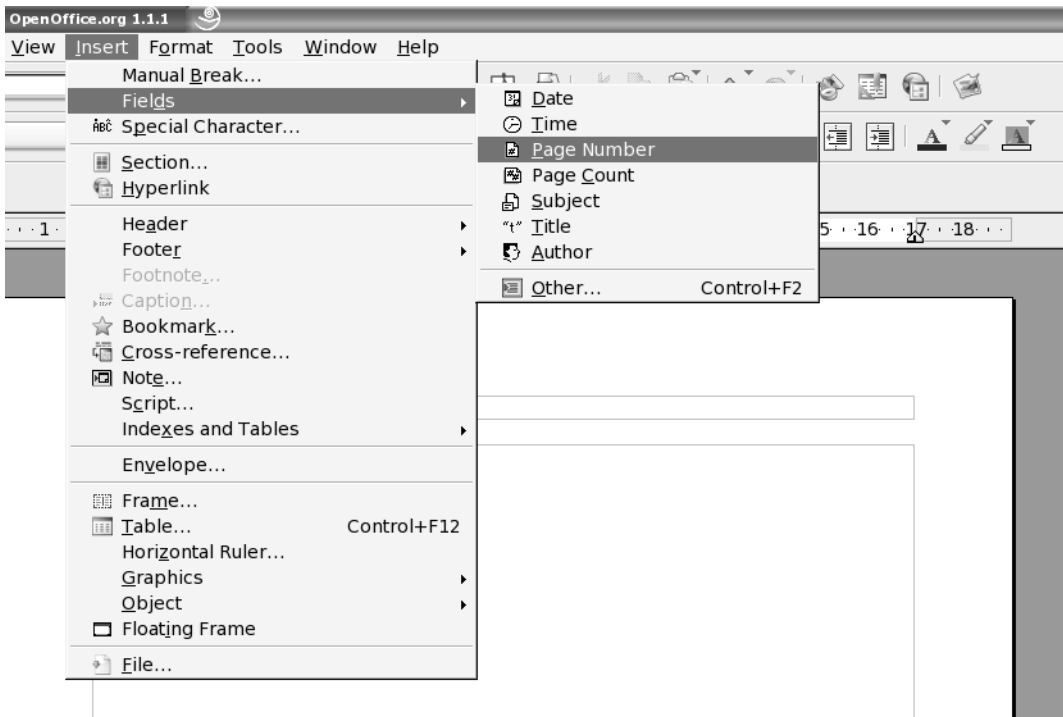 OpenOffice.org 1.1.1
View Insert Format Tools Window Help
Manual Break...
Fields
ÀBĈ Special Character...
Section...
Hyperlink
Header
Footer
Footnote...
Caption...
Bookmark...
Cross-reference...
Note...
Script...
Indexes and Tables
Envelope...
Frame...
Table... Control+F12
Horizontal Ruler...
Graphics
Object
Floating Frame
File...
Date
Time
# Page Number
Page Count
Subject
"t" Title
Author
Other... Control+F2
A A
1 5 16 17 18